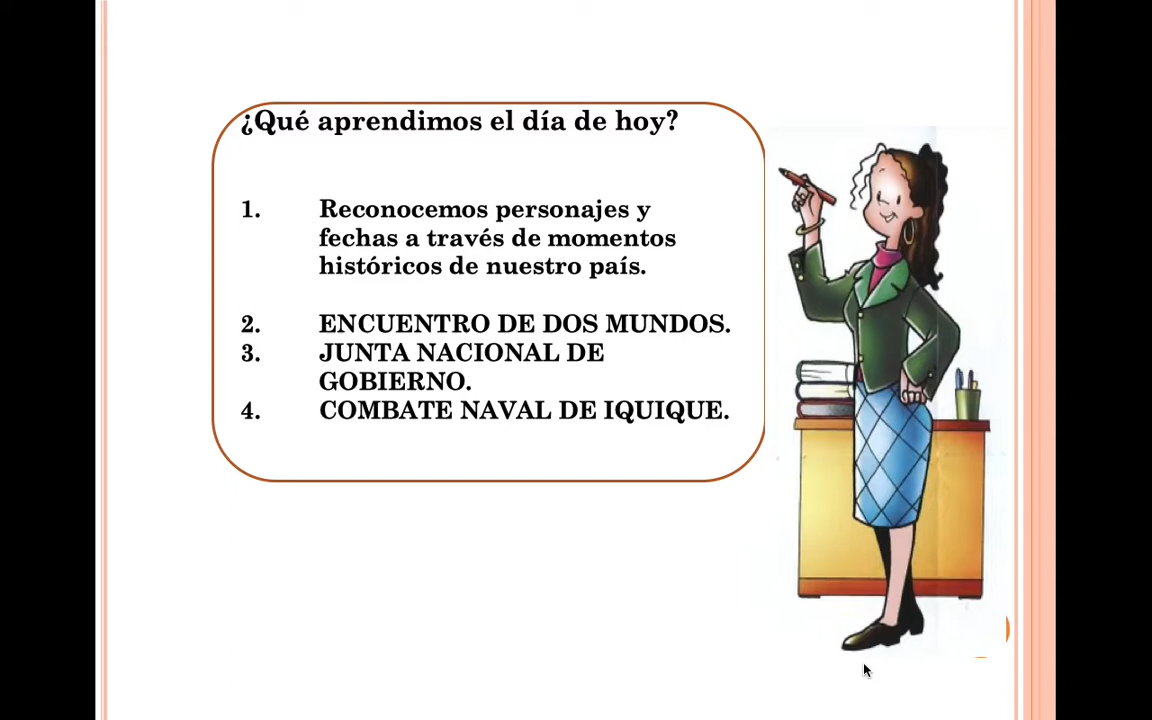 ¿Qué aprendimos el día de hoy?
1. Reconocemos personajes y
fechas a través de momentos
históricos de nuestro país.
2. ENCUENTRO DE DOS MUNDOS.
3. JUNTA NACIONAL DE
GOBIERNO.
4. COMBATE NAVAL DE IQUIQUE.